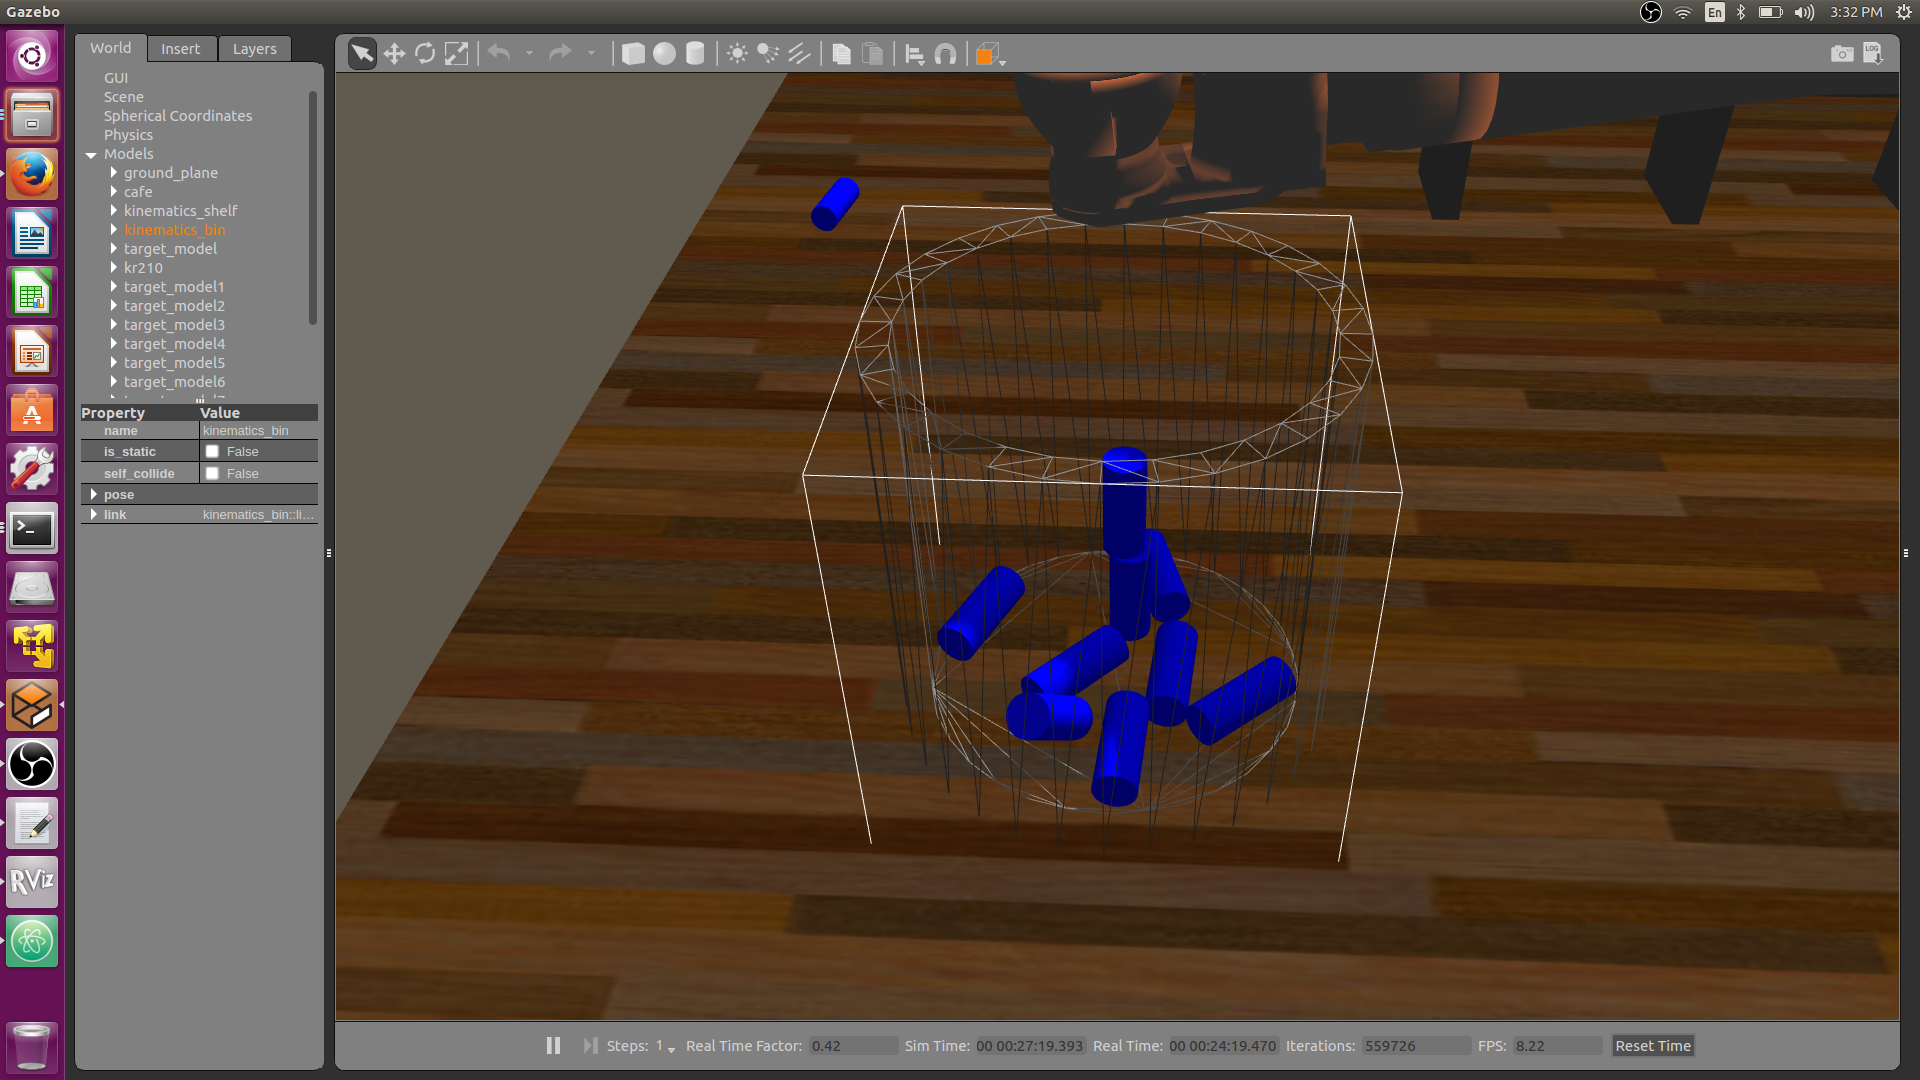 Gazebo
En
3:32 PM
World
Insert
Layers
LOG
GUI
Scene
Spherical Coordinates
Physics
Models
ground_plane
cafe
kinematics_shelf
kinematics_bin
target_model
kr210
target_model1
target_model2
target_model3
target_model4
target_model5
target_model6
Property Value
name kinematics_bin
is_static False
self_collide False
pose
link kinematics_bin::li...
RViz
Steps: 1 Real Time Factor: 0.42 Sim Time: 00 00:27:19.393 Real Time: 00 00:24:19.470 Iterations: 559726 FPS: 8.22 Reset Time